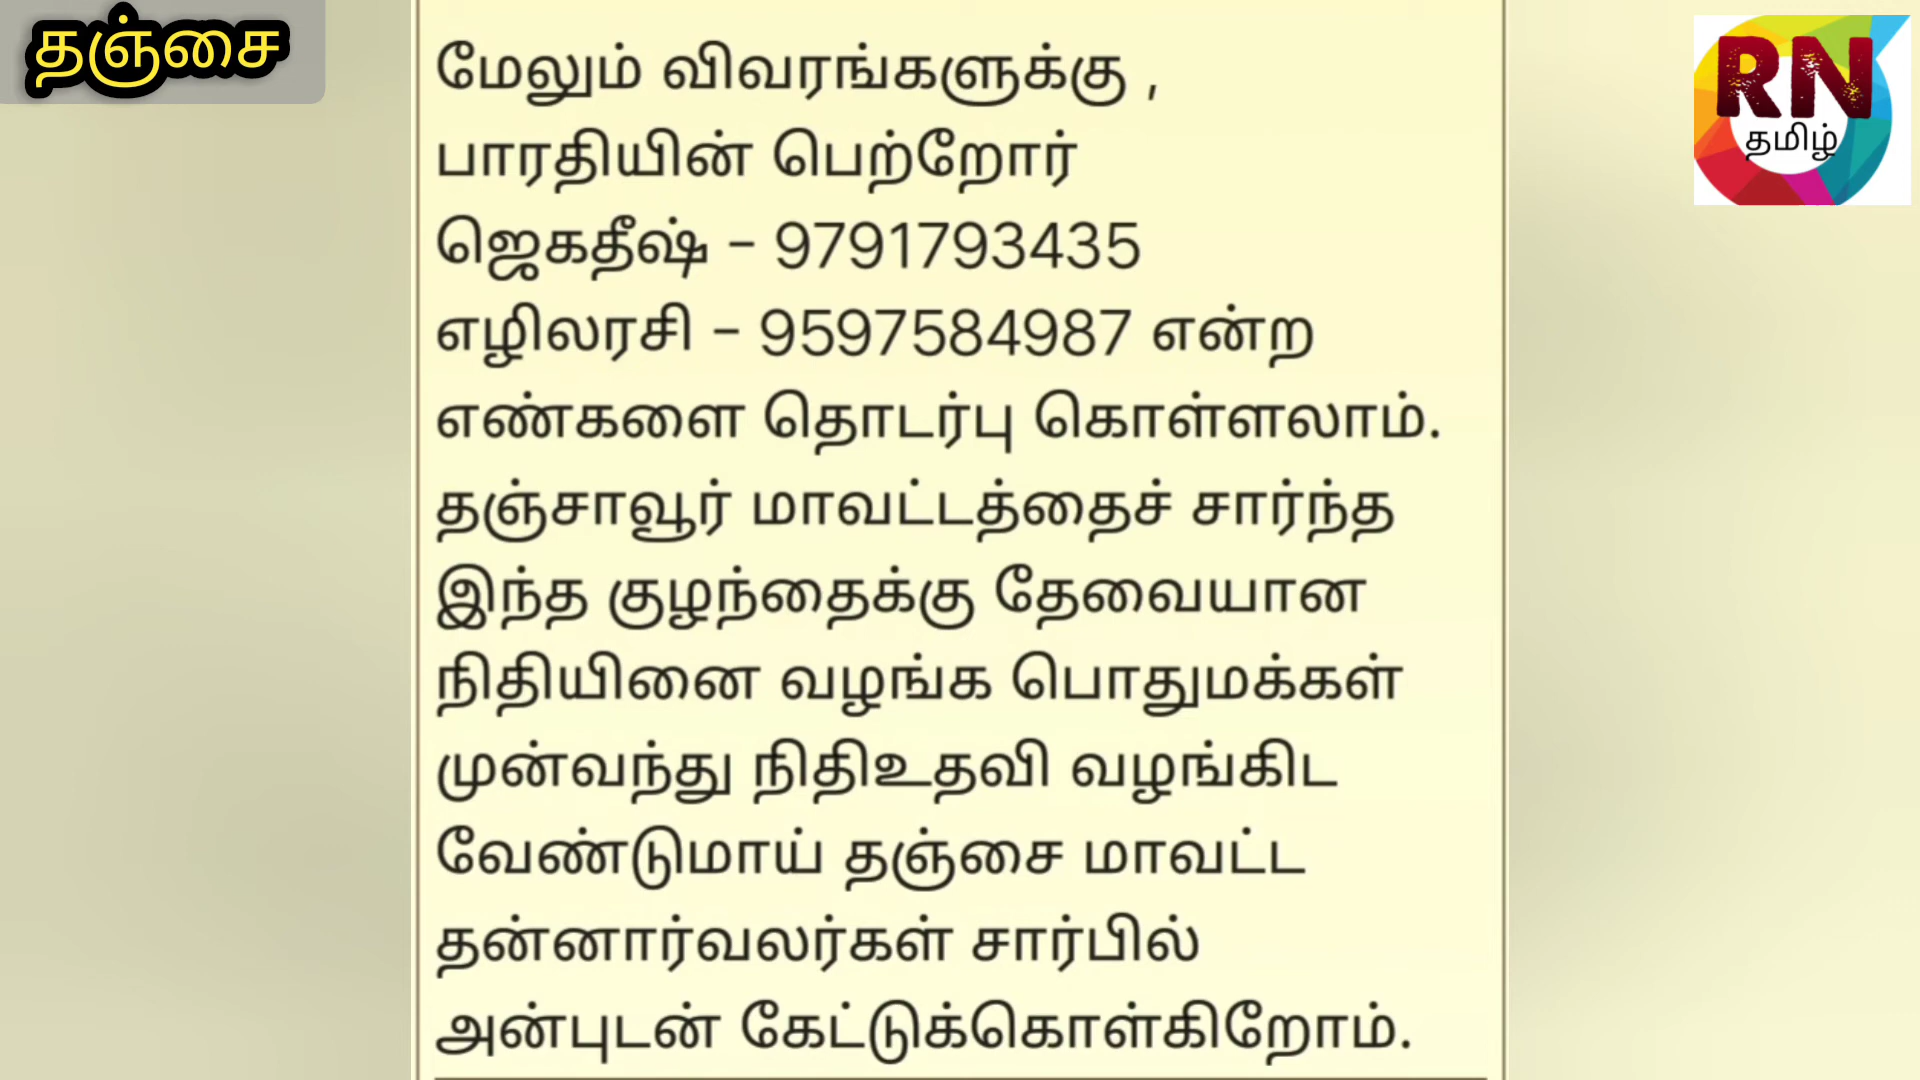 தஞ்சை
RN
தமிழ்
மேலும் விவரங்களுக்கு ,
பாரதியின் பெற்றோர்
ஜெகதீஷ் - 9791793435
எழிலரசி - 9597584987 என்ற
எண்களை தொடர்பு கொள்ளலாம்.
தஞ்சாவூர் மாவட்டத்தைச் சார்ந்த
இந்த குழந்தைக்கு தேவையான
நிதியினை வழங்க பொதுமக்கள்
முன்வந்து நிதிஉதவி வழங்கிட
வேண்டுமாய் தஞ்சை மாவட்ட
தன்னார்வலர்கள் சார்பில்
அன்புடன் கேட்டுக்கொள்கிறோம்.